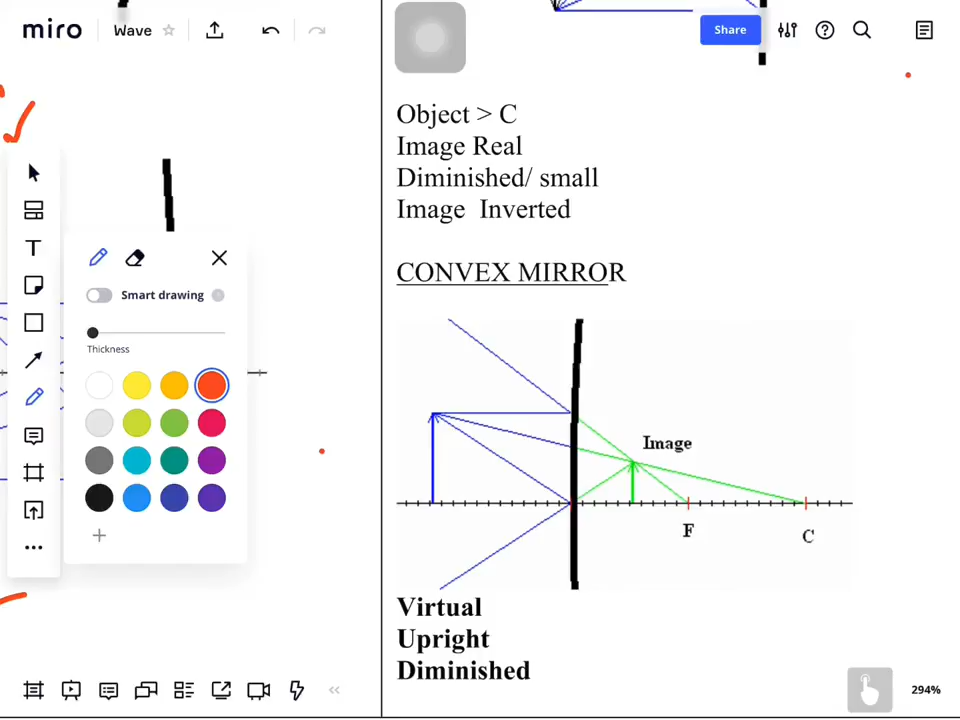 miro
Wave
Share
Object > C
Image Real
Diminished/ small
Image Inverted
CONVEX MIRROR
Smart drawing
Thickness
Image
F
C
Virtual
Upright
Diminished
294%